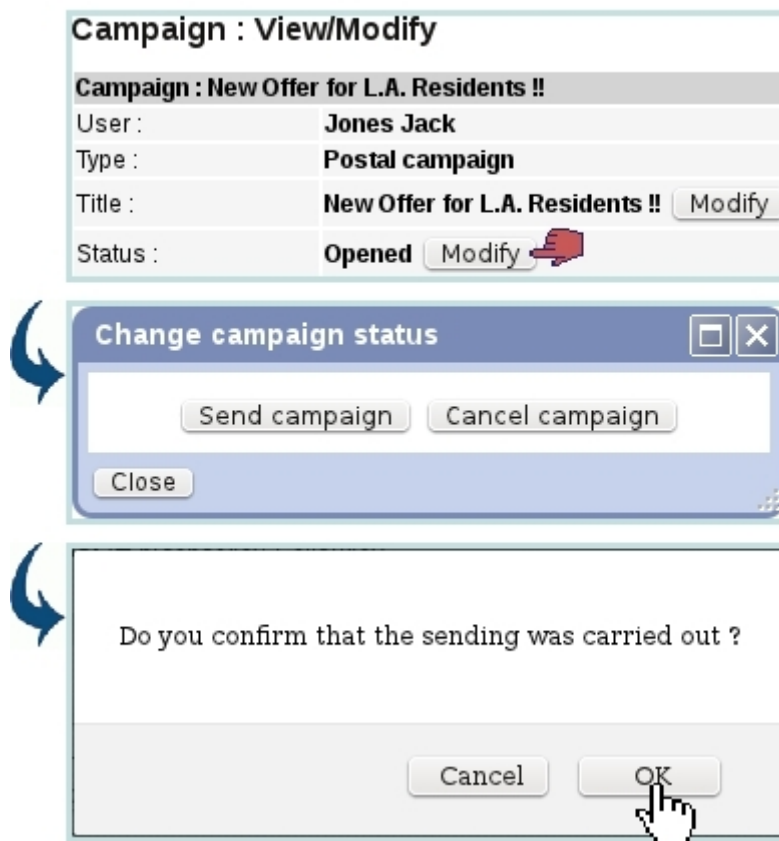 Campaign : View/Modify
Campaign : New Offer for L.A. Residents !!
User : Jones Jack
Type : Postal campaign
Title : New Offer for L.A. Residents !! Modify
Status : Opened Modify
Change campaign status
Send campaign Cancel campaign
Close
Do you confirm that the sending was carried out ?
Cancel OK